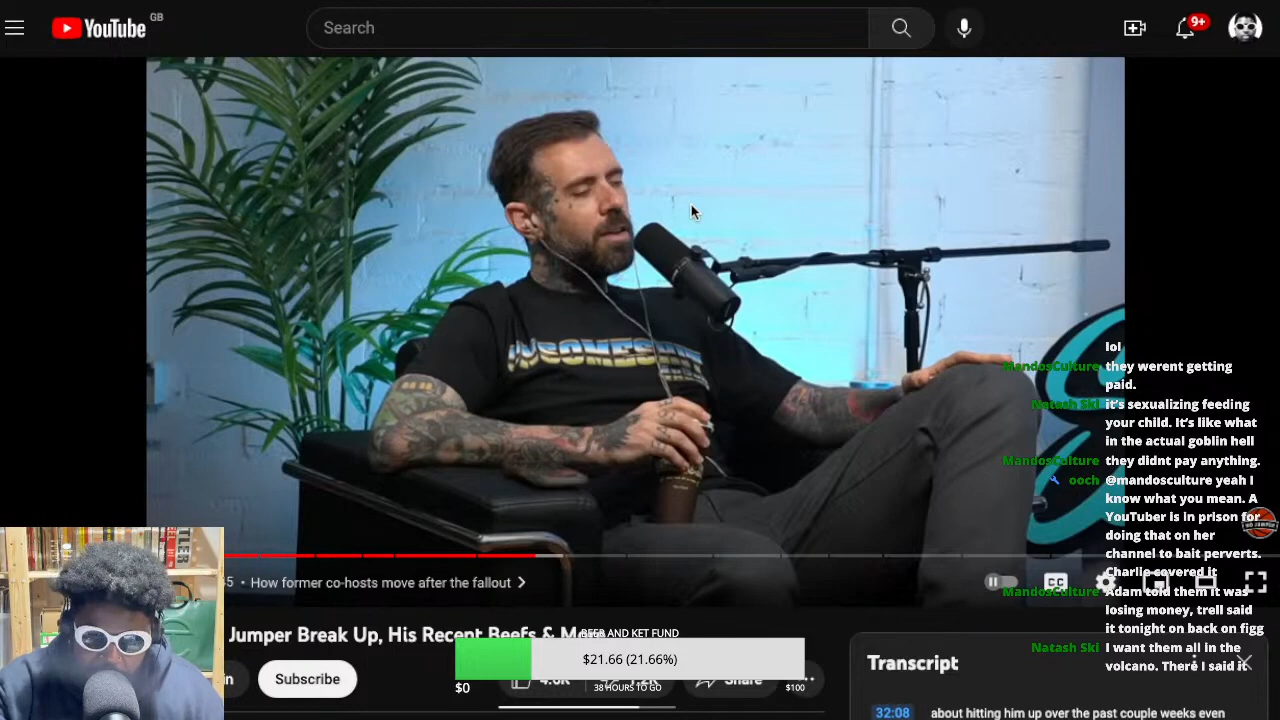 YouTube
GB
Search
9+
lol
MandosCulture they werent getting
paid.
Natash Ski it's sexualizing feeding
your child. It's like what
in the actual goblin hell
MandosCulture they didnt pay anything.
ooch @mandosculture yeah I
know what you mean. A
YouTuber is in prison for
doing that on her
channel to bait perverts.
Charlie covered it
MandosCulture Adam told them it was
losing money, trell said
it tonight on back on figg
Natash Ski I want them all in the
volcano. There I said it
5 • How former co-hosts move after the fallout
CC
Jumper Break Up, His Recent Beefs & M
BEER AND KET FUND
$21.66 (21.66%)
$0
38 HOURS TO GO
$100
in
Subscribe
Share
Transcript
32:08 about hitting him up over the past couple weeks even